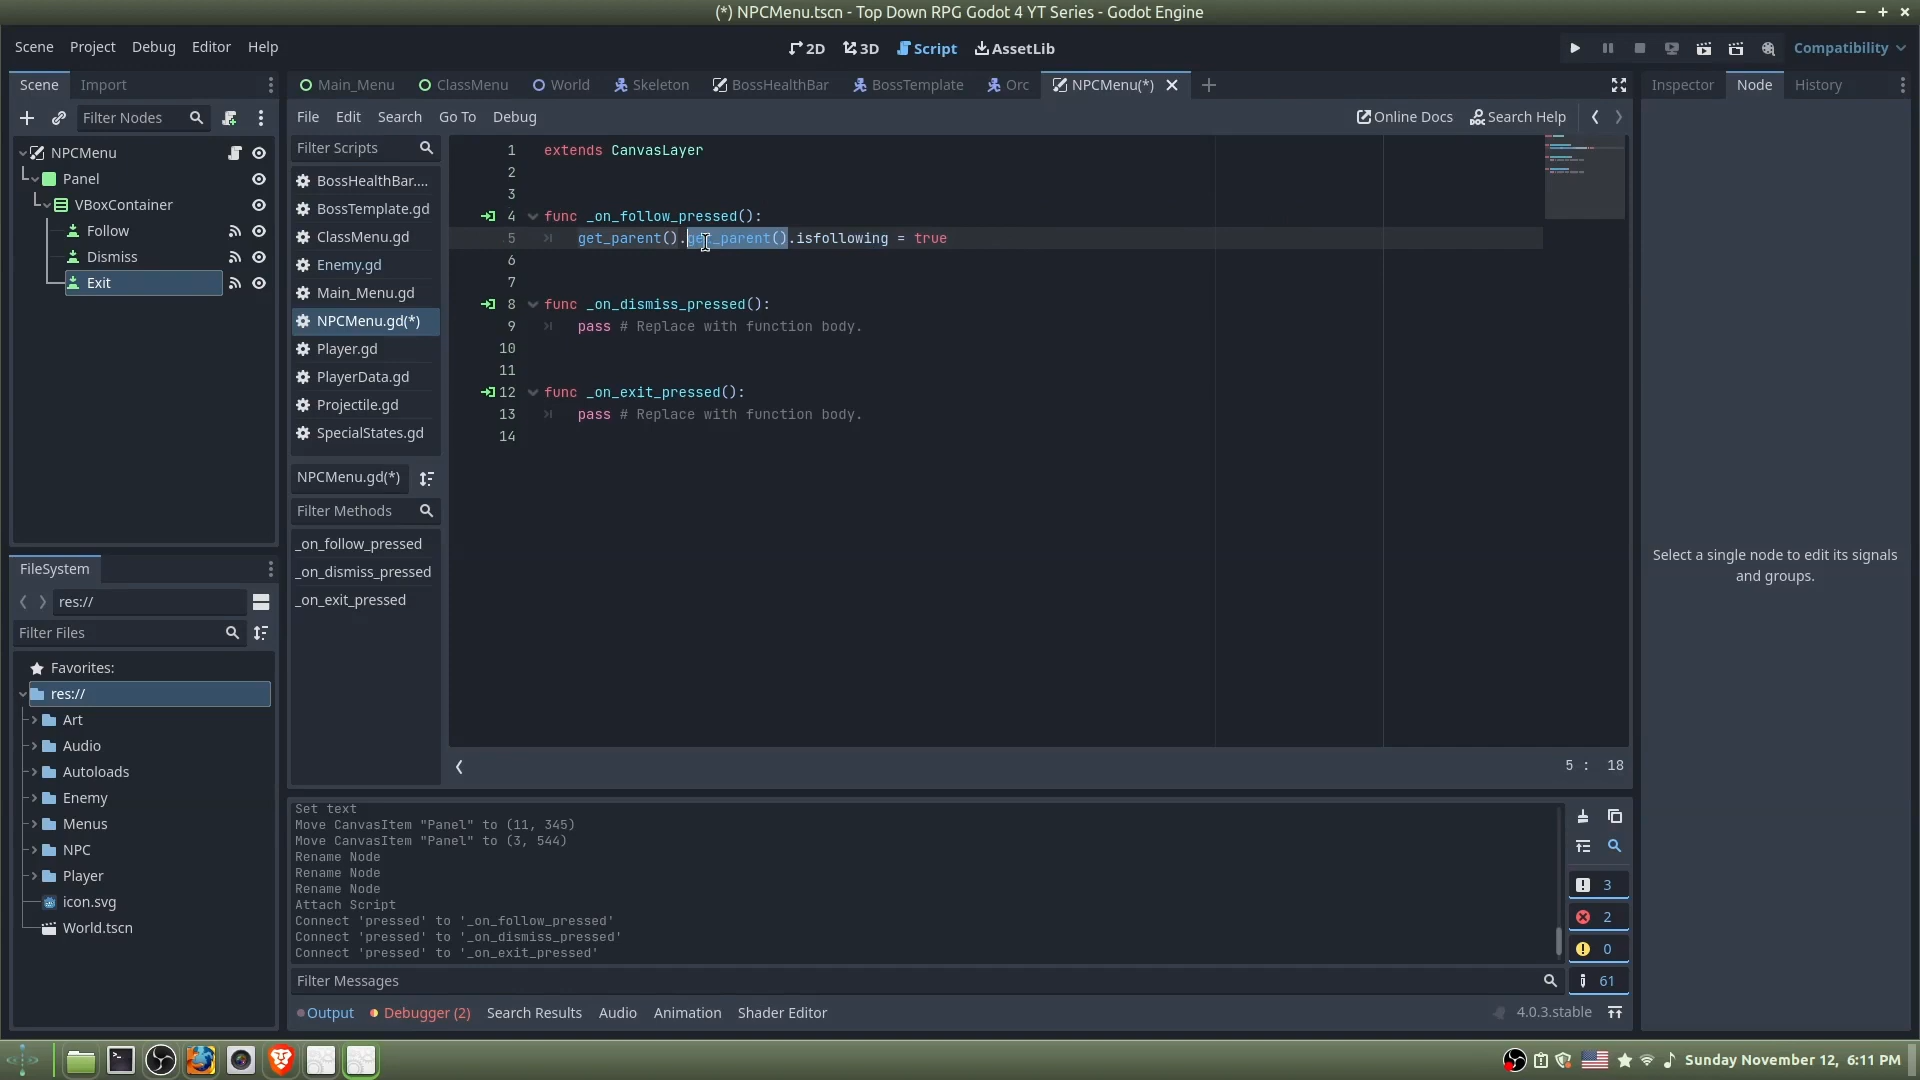 (*) NPCMenu.tscn - Top Down RPG Godot 4 YT Series - Godot Engine
Scene Project Debug Editor Help
2D 3D Script AssetLib
Compatibility
Scene Import
Main_Menu ClassMenu World Skeleton BossHealthBar BossTemplate Orc NPCMenu(*)
Inspector Node History
Filter Nodes
File Edit Search Go To Debug
Online Docs Search Help
NPCMenu
Panel
VBoxContainer
Follow
Dismiss
Exit
Filter Scripts
BossHealthBar....
BossTemplate.gd
ClassMenu.gd
Enemy.gd
Main_Menu.gd
NPCMenu.gd(*)
Player.gd
PlayerData.gd
Projectile.gd
SpecialStates.gd
NPCMenu.gd(*)
Filter Methods
_on_follow_pressed
_on_dismiss_pressed
_on_exit_pressed
1 extends CanvasLayer
2
3
4 func _on_follow_pressed():
5 get_parent().get_parent().isfollowing = true
6
7
8 func _on_dismiss_pressed():
9 pass # Replace with function body.
10
11
12 func _on_exit_pressed():
13 pass # Replace with function body.
14
5 : 18
Select a single node to edit its signals
and groups.
FileSystem
res://
Filter Files
Favorites:
res://
Art
Audio
Autoloads
Enemy
Menus
NPC
Player
icon.svg
World.tscn
Set text
Move CanvasItem "Panel" to (11, 345)
Move CanvasItem "Panel" to (3, 544)
Rename Node
Rename Node
Rename Node
Attach Script
Connect 'pressed' to '_on_follow_pressed'
Connect 'pressed' to '_on_dismiss_pressed'
Connect 'pressed' to '_on_exit_pressed'
3
2
0
61
Filter Messages
Output Debugger (2) Search Results Audio Animation Shader Editor
4.0.3.stable
Sunday November 12, 6:11 PM